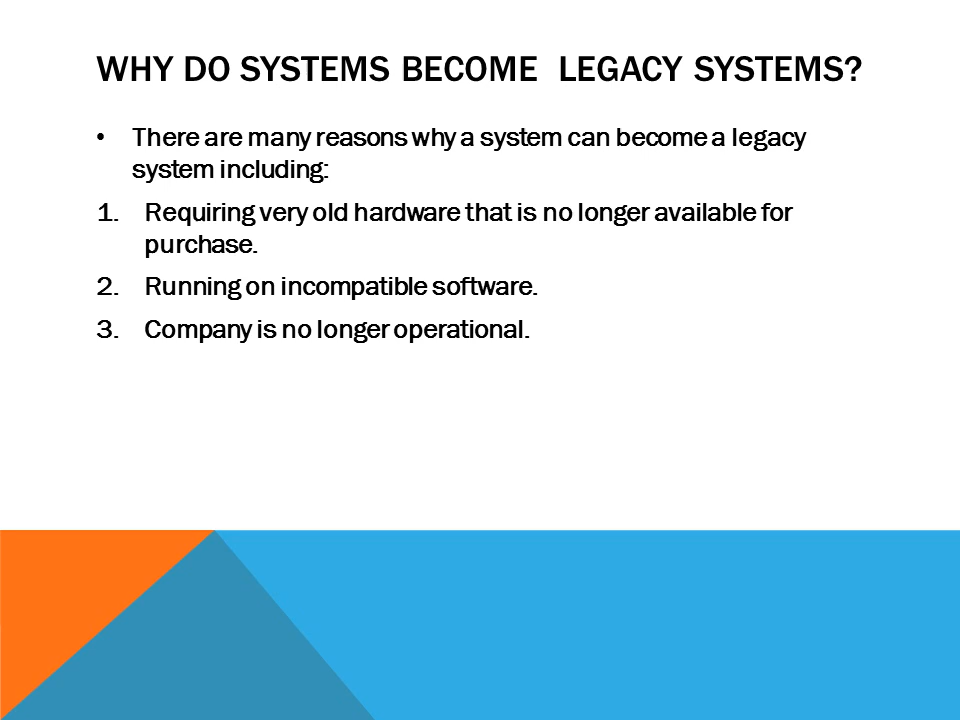 WHY DO SYSTEMS BECOME  LEGACY SYSTEMS?
• There are many reasons why a system can become a legacy
system including:
1. Requiring very old hardware that is no longer available for
purchase.
2. Running on incompatible software.
3. Company is no longer operational.